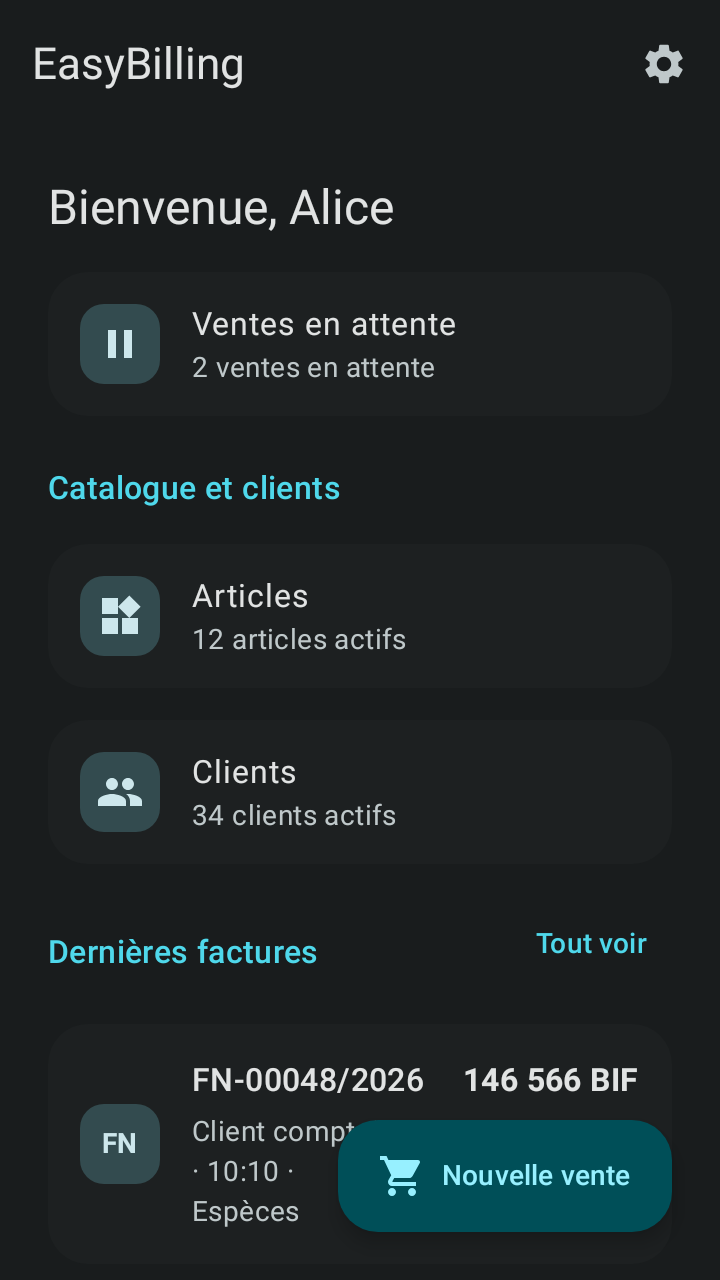 EasyBilling
Bienvenue, Alice
Ventes en attente
2 ventes en attente
Catalogue et clients
Articles
12 articles actifs
Clients
34 clients actifs
Dernières factures
Tout voir
FN-00048/2026 146 566 BIF
FN
Client compt
· 10:10 ·
Espèces
Nouvelle vente